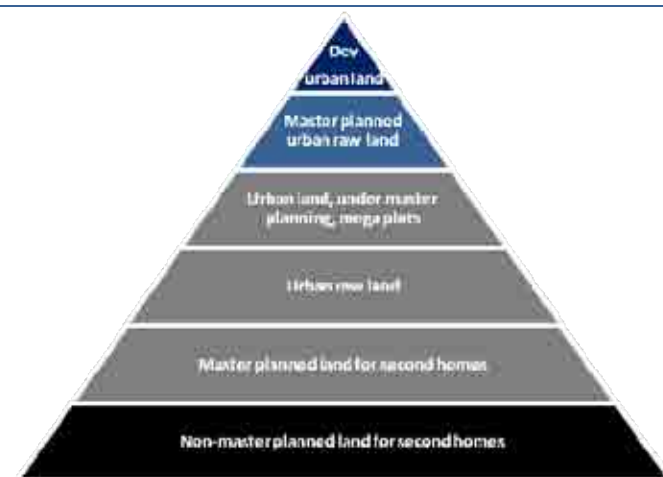 Dev
urban land
Master planned
urban raw land
Urban land, under master
planning, mega plots
Urban raw land
Master planned land for second homes
Non-master planned land for second homes